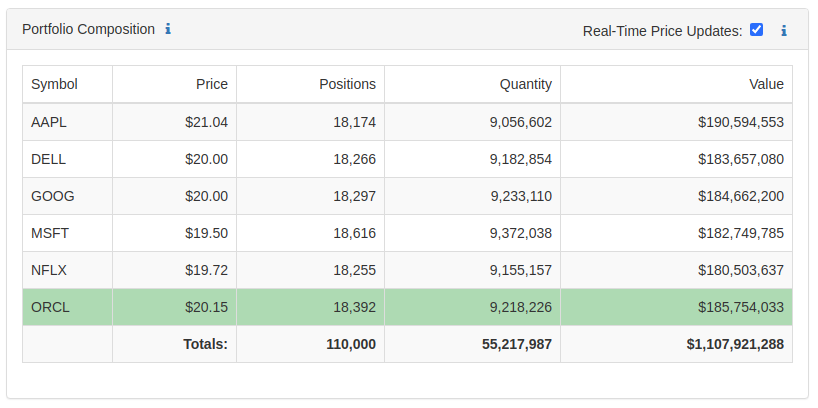 Portfolio Composition Real-Time Price Updates:
Symbol Price Positions Quantity Value
AAPL $21.04 18,174 9,056,602 $190,594,553
DELL $20.00 18,266 9,182,854 $183,657,080
GOOG $20.00 18,297 9,233,110 $184,662,200
MSFT $19.50 18,616 9,372,038 $182,749,785
NFLX $19.72 18,255 9,155,157 $180,503,637
ORCL $20.15 18,392 9,218,226 $185,754,033
Totals: 110,000 55,217,987 $1,107,921,288